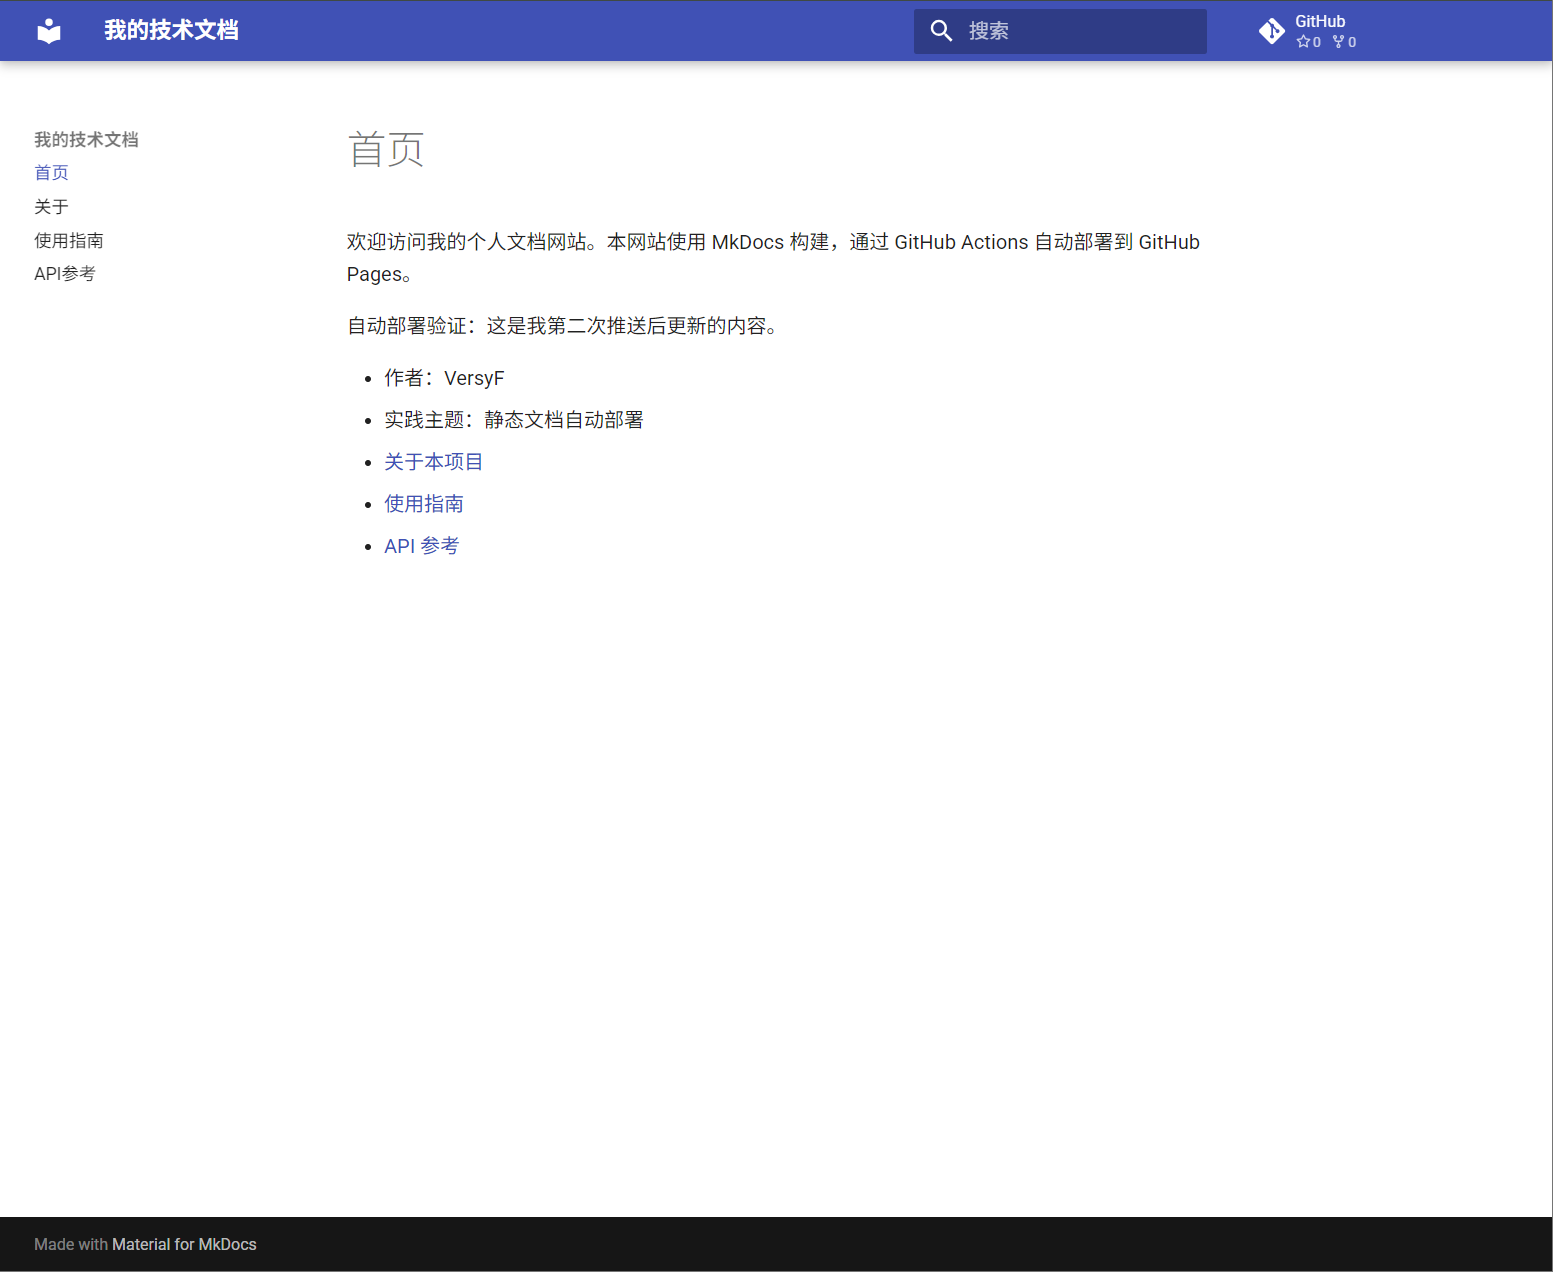 我的技术文档
搜索
GitHub
0 0
我的技术文档
首页
关于
使用指南
API参考
首页
欢迎访问我的个人文档网站。本网站使用 MkDocs 构建，通过 GitHub Actions 自动部署到 GitHub
Pages。
自动部署验证：这是我第二次推送后更新的内容。
作者：VersyF
实践主题：静态文档自动部署
关于本项目
使用指南
API 参考
Made with Material for MkDocs